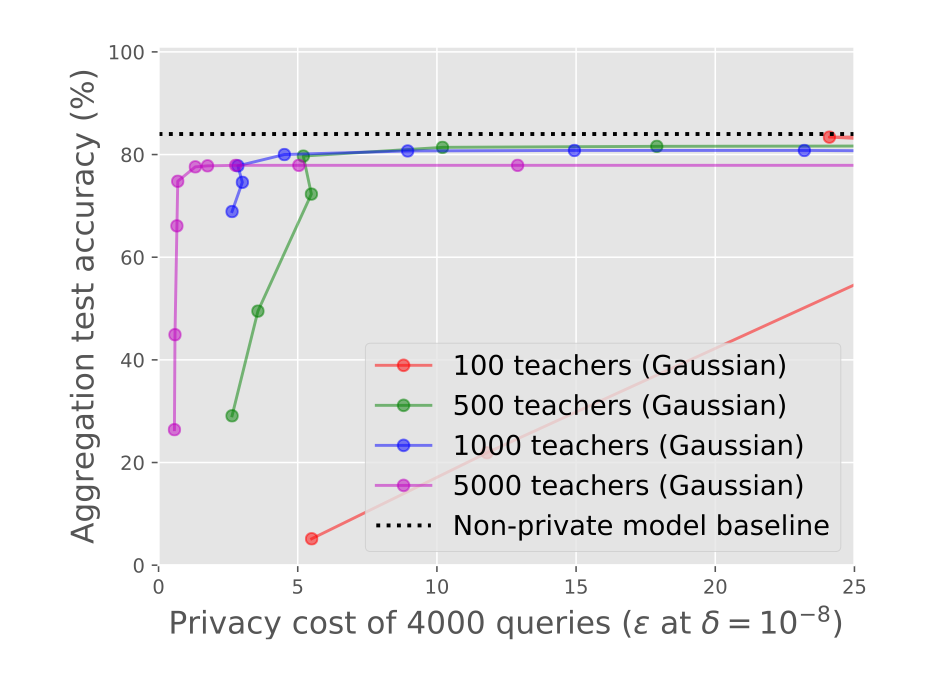 100
80
60
40
20
0
Aggregation test accuracy (%)
100 teachers (Gaussian)
500 teachers (Gaussian)
1000 teachers (Gaussian)
5000 teachers (Gaussian)
Non-private model baseline
0 5 10 15 20 25
Privacy cost of 4000 queries (ε at δ = 10⁻⁸)